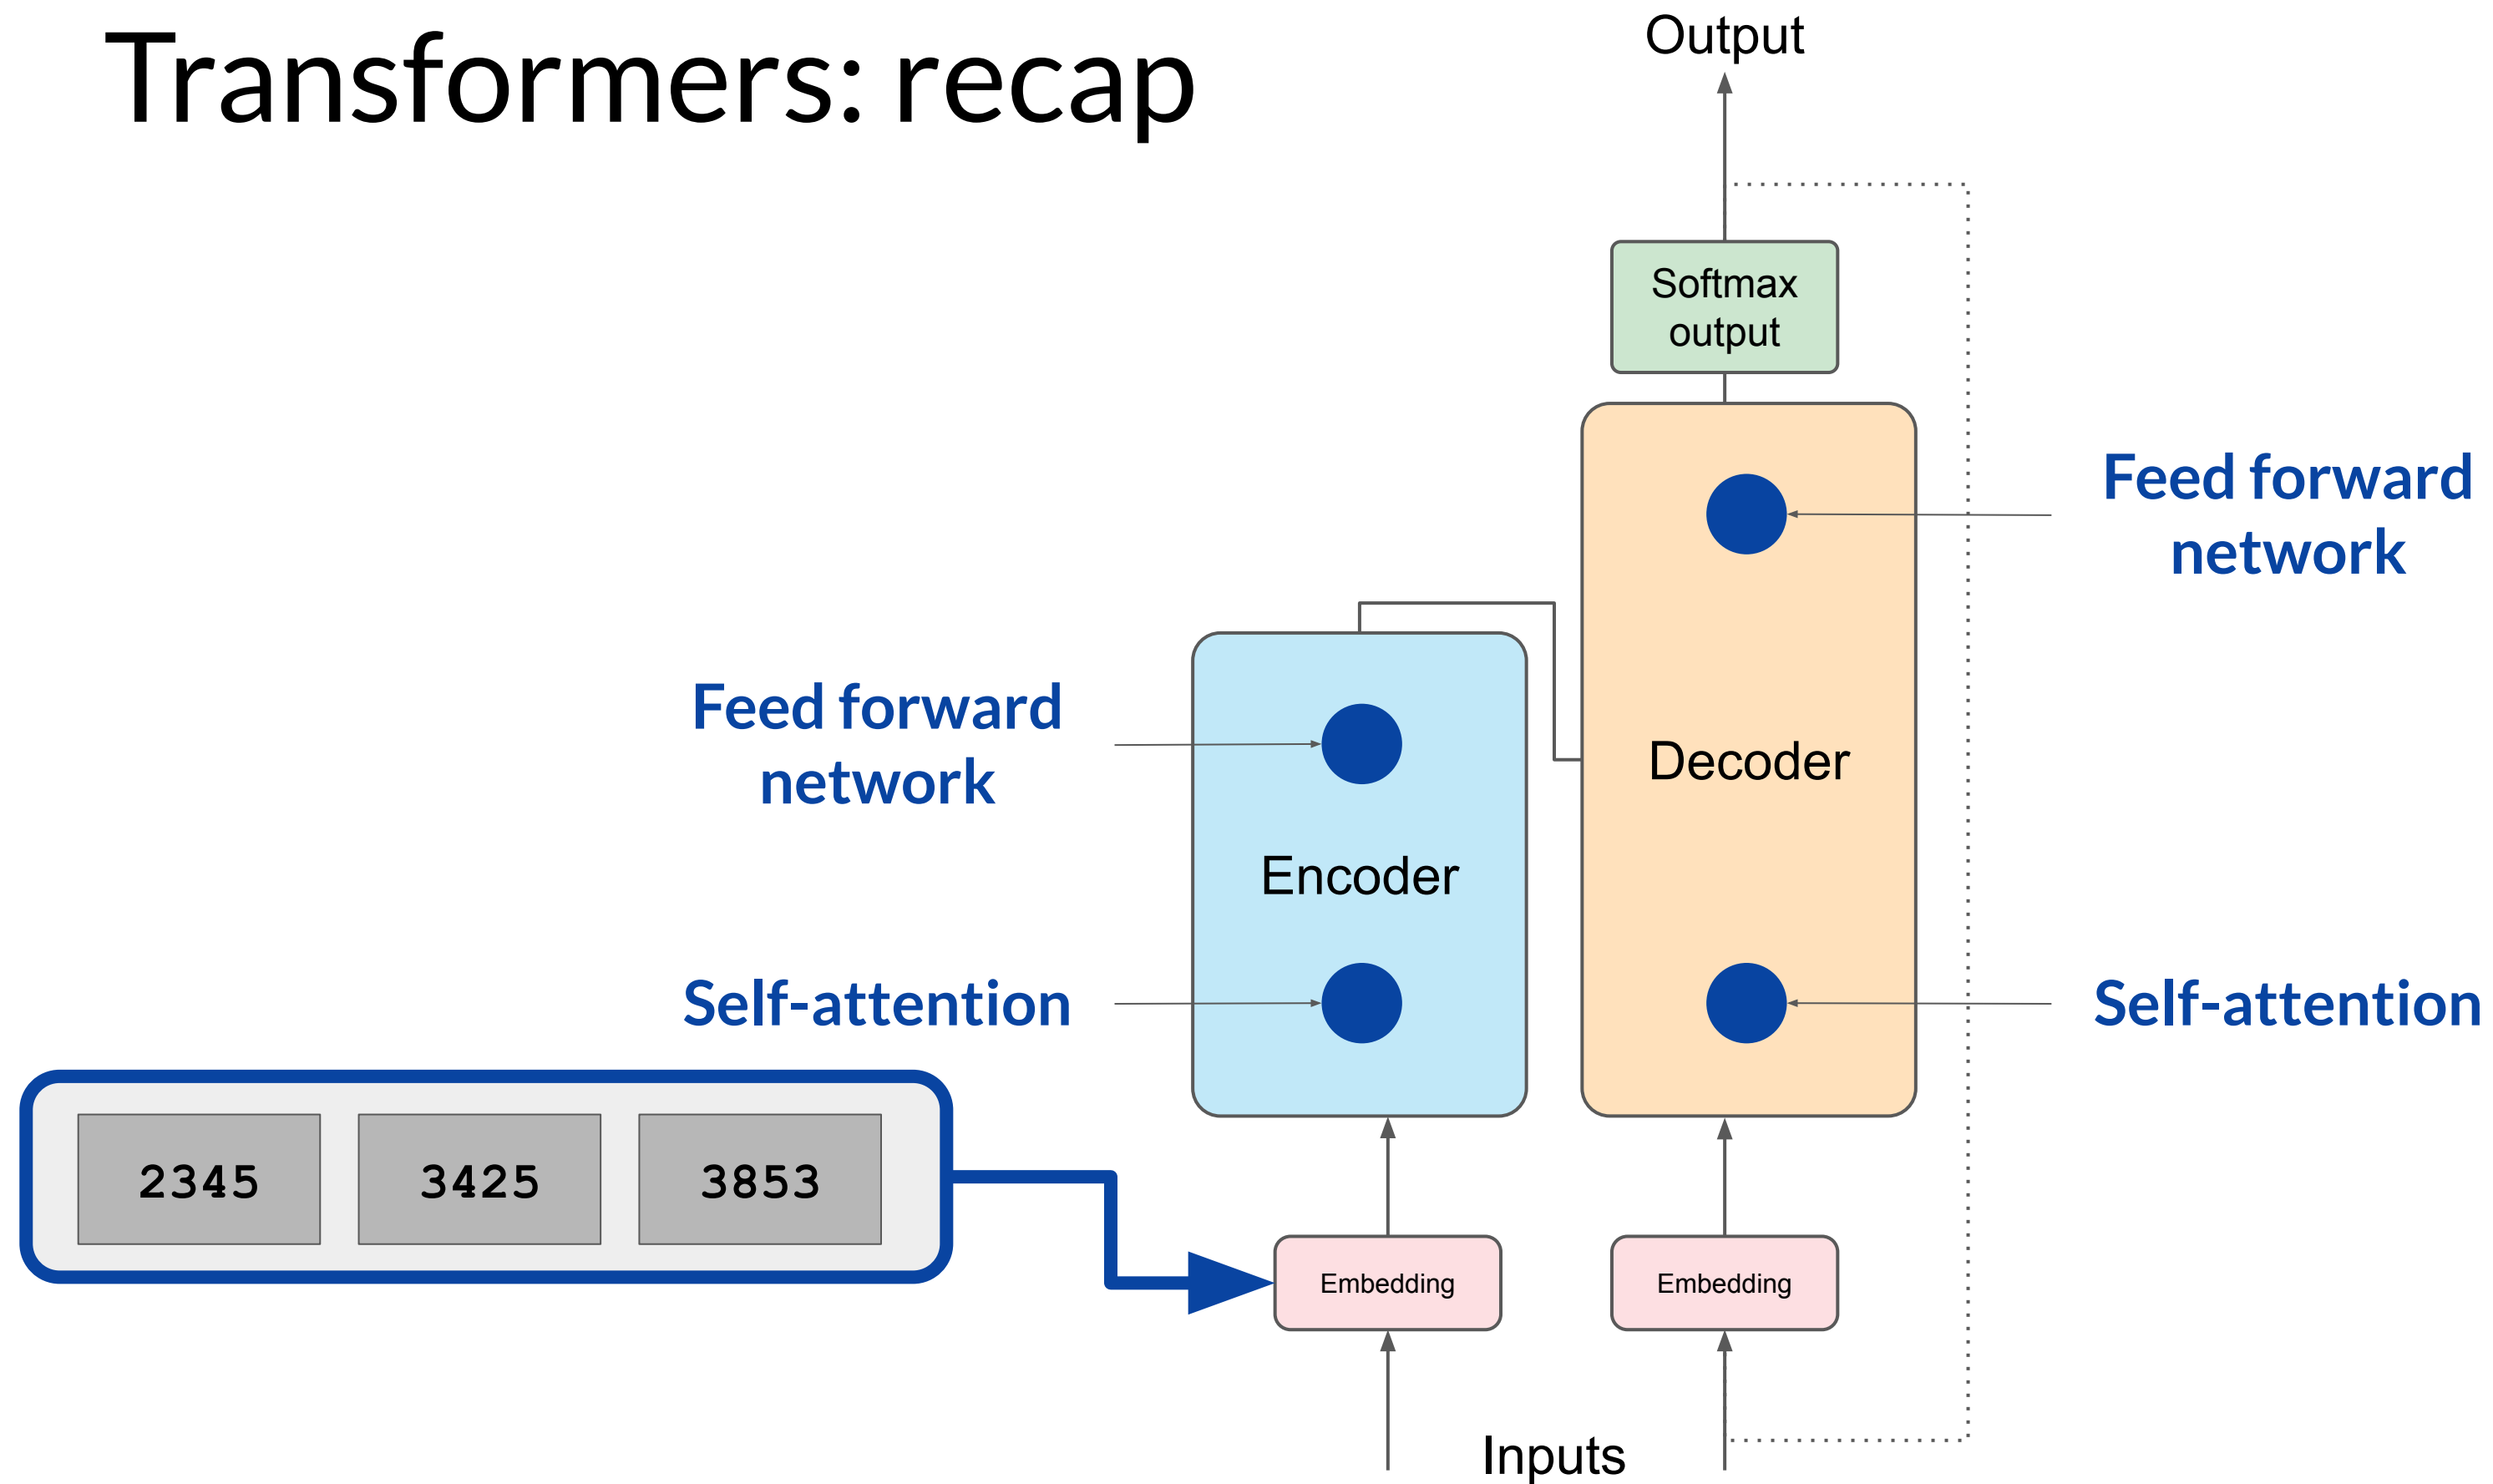 Transformers: recap
Output
Softmax
output
Feed forward
network
Feed forward
network
Decoder
Encoder
Self-attention
Self-attention
2345 3425 3853
Embedding
Embedding
Inputs